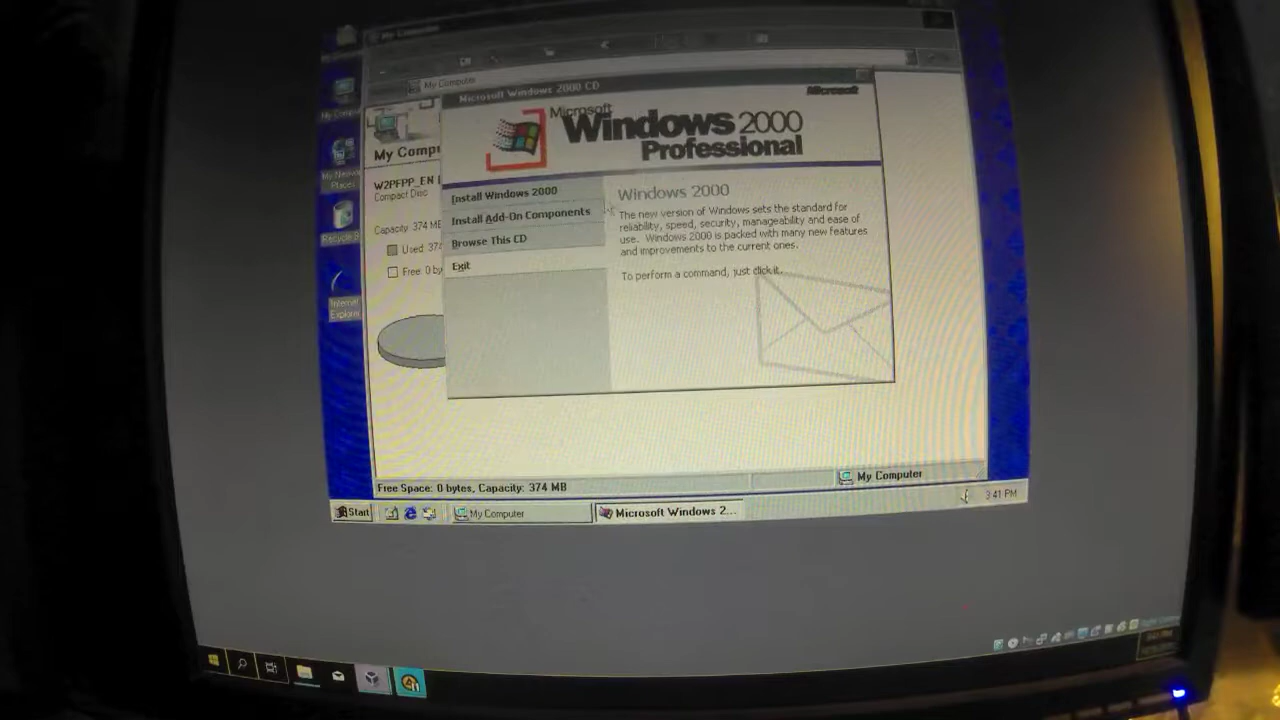 My Computer
My Computer
Microsoft Windows 2000 CD
Microsoft
Microsoft
Windows 2000
Professional
My Compu
W2PFPP_EN
Compact Disc
Capacity: 374 MB
Used: 374
Free: 0 by
Install Windows 2000
Install Add-On Components
Browse This CD
Exit
Windows 2000
The new version of Windows sets the standard for
reliability, speed, security, manageability and ease of
use. Windows 2000 is packed with many new features
and improvements to the current ones.
To perform a command, just click it.
Places
Internet
Free Space: 0 bytes, Capacity: 374 MB
My Computer
Start
My Computer
Microsoft Windows 2...
3:41 PM